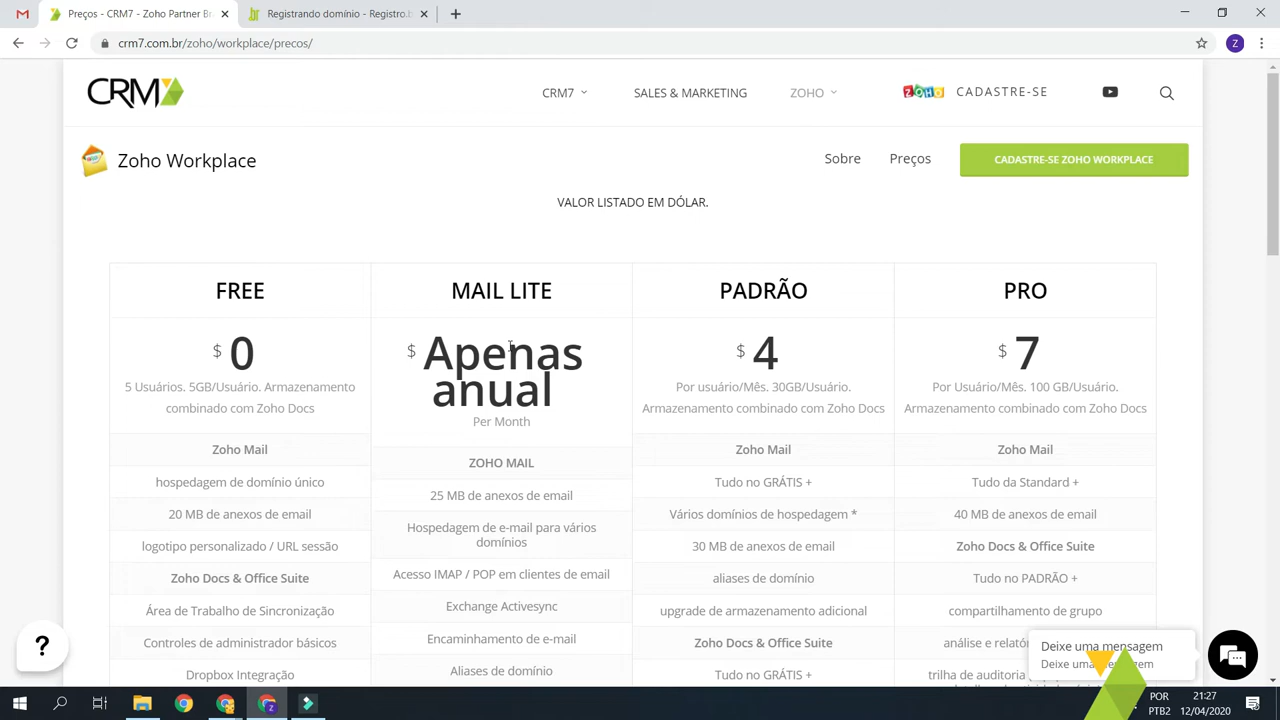 Preços - CRM7 - Zoho Partner Br
Registrando domínio - Registro.b
crm7.com.br/zoho/workplace/precos/
Z
CRM
CRM7
SALES & MARKETING
ZOHO
ZOHO CADASTRE-SE
Zoho Workplace
Sobre
Preços
CADASTRE-SE ZOHO WORKPLACE
VALOR LISTADO EM DÓLAR.
FREE
$ 0
5 Usuários. 5GB/Usuário. Armazenamento
combinado com Zoho Docs
Zoho Mail
hospedagem de domínio único
20 MB de anexos de email
logotipo personalizado / URL sessão
Zoho Docs & Office Suite
Área de Trabalho de Sincronização
Controles de administrador básicos
Dropbox Integração
MAIL LITE
$ Apenas
anual
Per Month
ZOHO MAIL
25 MB de anexos de email
Hospedagem de e-mail para vários
domínios
Acesso IMAP / POP em clientes de email
Exchange Activesync
Encaminhamento de e-mail
Aliases de domínio
PADRÃO
$ 4
Por usuário/Mês. 30GB/Usuário.
Armazenamento combinado com Zoho Docs
Zoho Mail
Tudo no GRÁTIS +
Vários domínios de hospedagem *
30 MB de anexos de email
aliases de domínio
upgrade de armazenamento adicional
Zoho Docs & Office Suite
Tudo no GRÁTIS +
PRO
$ 7
Por Usuário/Mês. 100 GB/Usuário.
Armazenamento combinado com Zoho Docs
Zoho Mail
Tudo da Standard +
40 MB de anexos de email
Zoho Docs & Office Suite
Tudo no PADRÃO +
compartilhamento de grupo
análise e
trilha de auditoria
?
Deixe uma mensagem
Deixe uma mensagem
POR
PTB2
21:27
12/04/2020